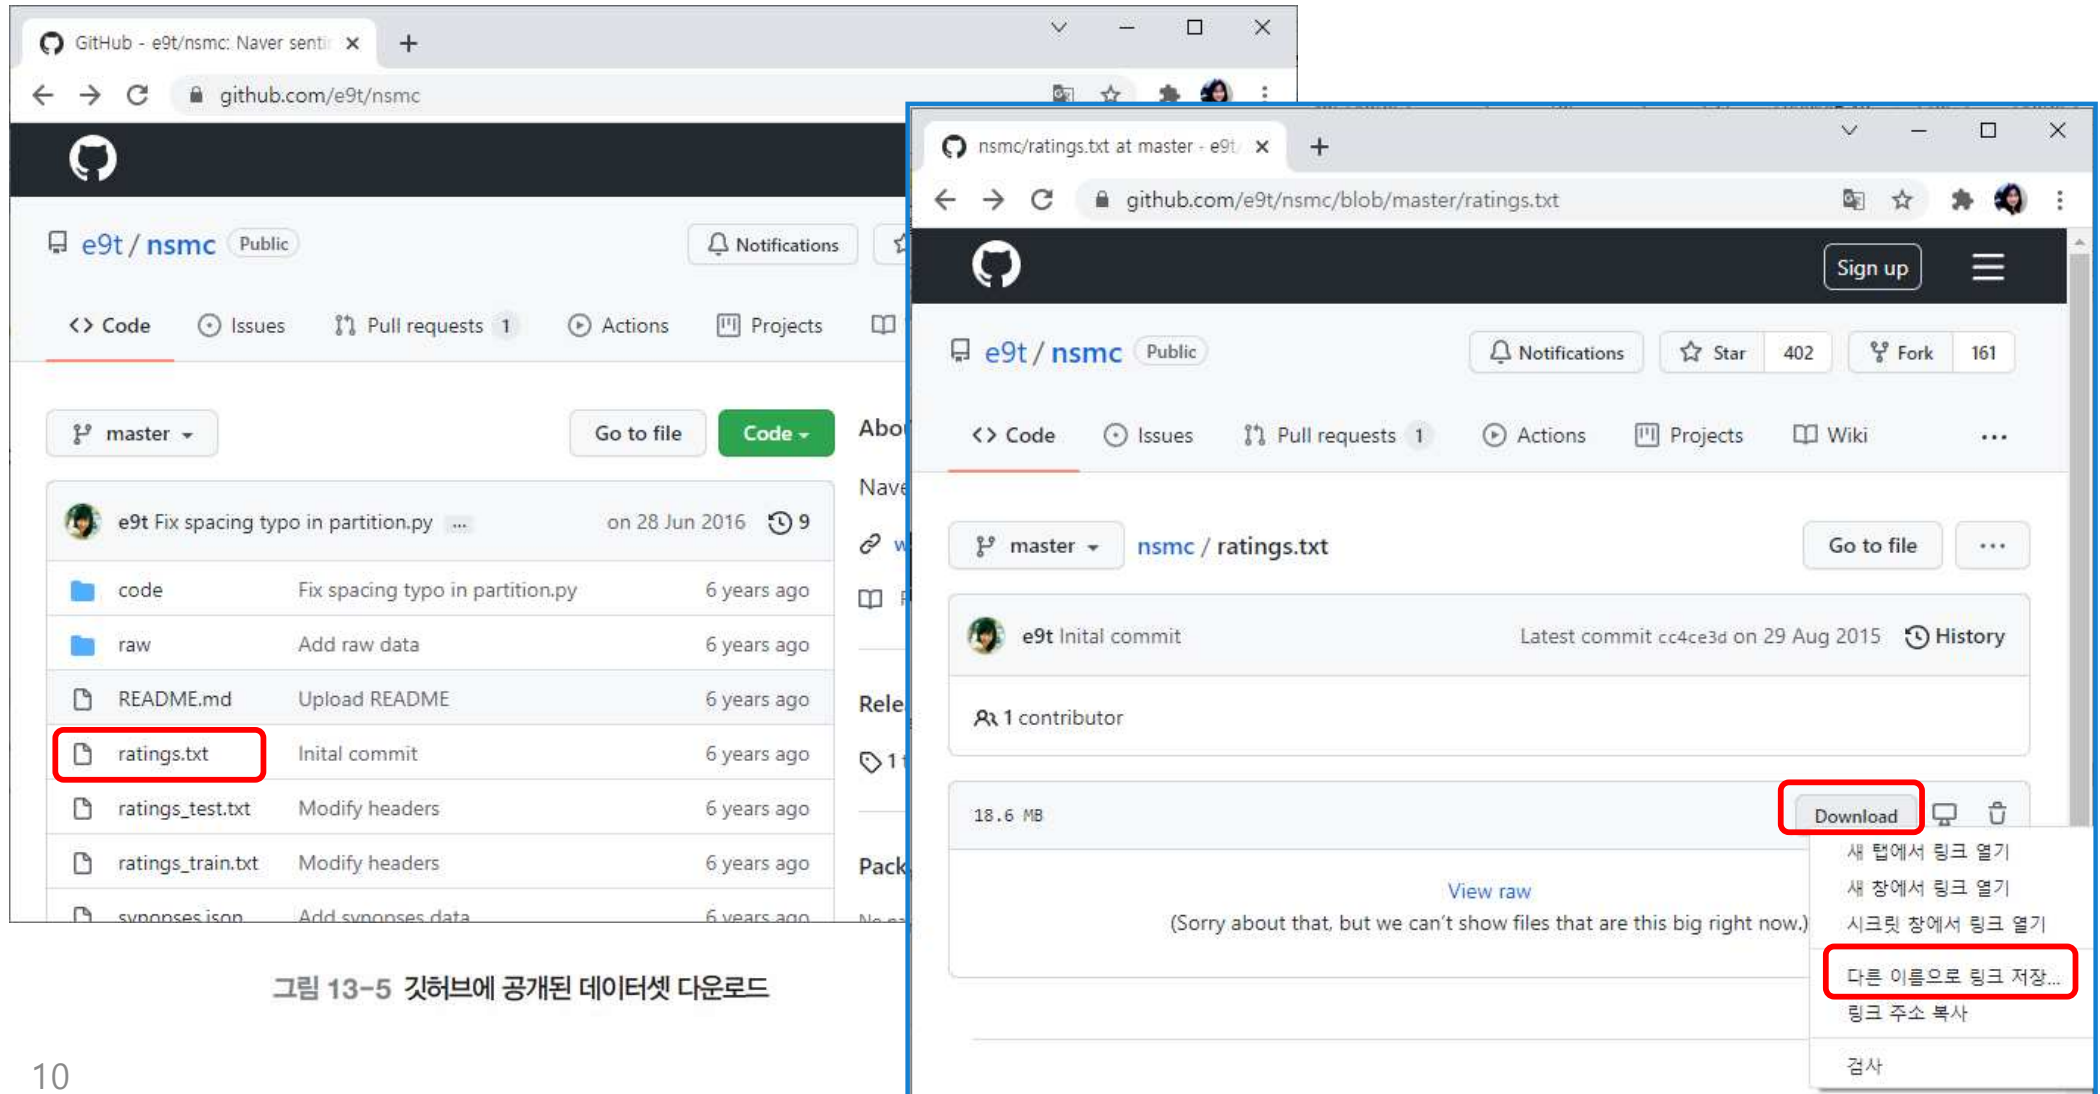 GitHub - e9t/nsmc: Naver senti
github.com/e9t/nsmc
e9t / nsmc Public
Notifications
Code Issues Pull requests 1 Actions Projects
master Go to file Code
e9t Fix spacing typo in partition.py ... on 28 Jun 2016 9
code Fix spacing typo in partition.py 6 years ago
raw Add raw data 6 years ago
README.md Upload README 6 years ago
ratings.txt Inital commit 6 years ago
ratings_test.txt Modify headers 6 years ago
ratings_train.txt Modify headers 6 years ago
synopses.json Add synopses data 6 years ago
nsmc/ratings.txt at master · e9t/
github.com/e9t/nsmc/blob/master/ratings.txt
Sign up
e9t / nsmc Public
Notifications Star 402 Fork 161
Code Issues Pull requests 1 Actions Projects Wiki ...
master nsmc / ratings.txt Go to file ...
e9t Inital commit Latest commit cc4ce3d on 29 Aug 2015 History
1 contributor
18.6 MB Download
View raw
(Sorry about that, but we can't show files that are this big right now.)
새 탭에서 링크 열기
새 창에서 링크 열기
시크릿 창에서 링크 열기
다른 이름으로 링크 저장...
링크 주소 복사
검사
그림 13-5 깃허브에 공개된 데이터셋 다운로드
10